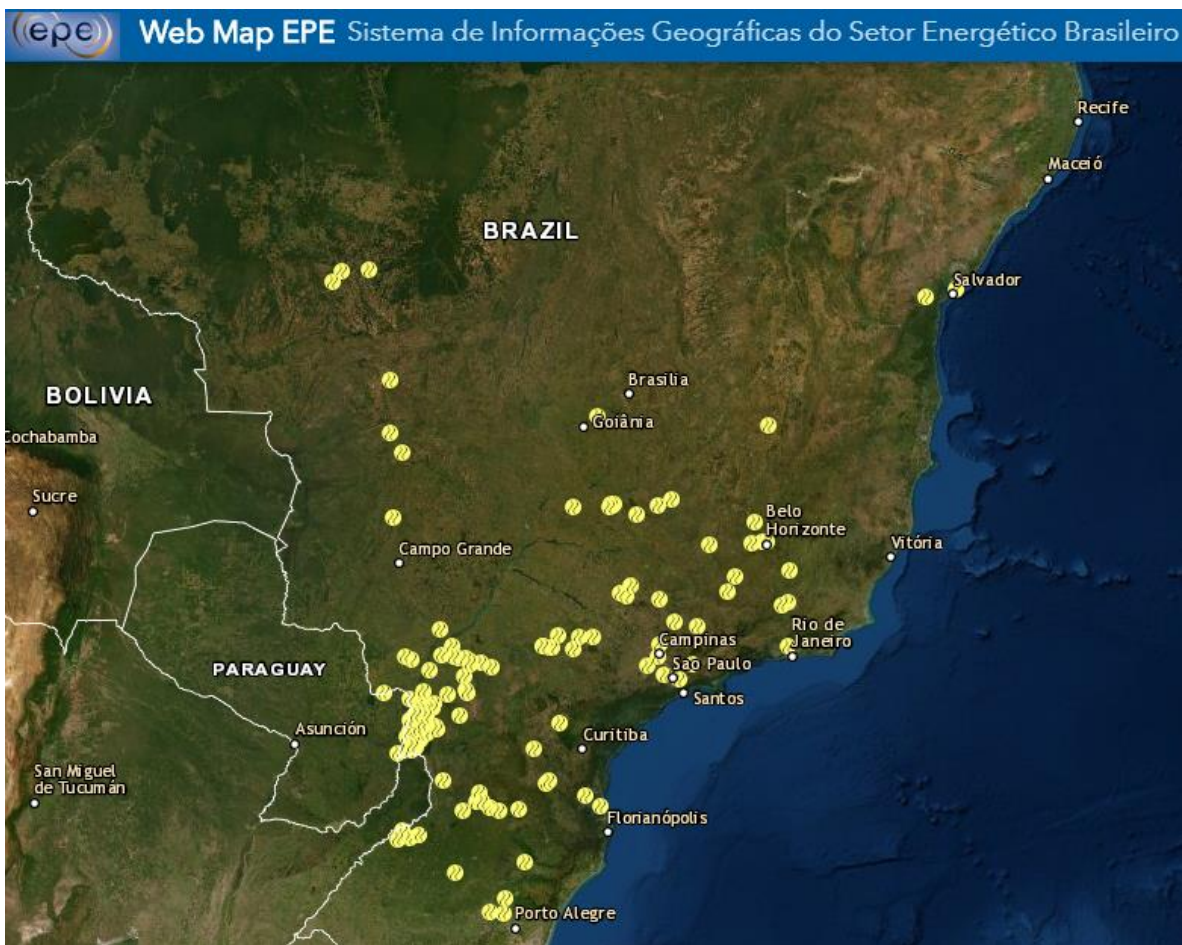 epe
Web Map EPE Sistema de Informações Geográficas do Setor Energético Brasileiro
Recife
Maceió
BRAZIL
Salvador
Brasilia
BOLIVIA
Goiânia
Cochabamba
Sucre
Belo
Horizonte
Vitória
Campo Grande
Rio de
Janeiro
Campinas
PARAGUAY
Sao Paulo
Santos
Asunción
Curitiba
San Miguel
de Tucumán
Florianópolis
Porto Alegre